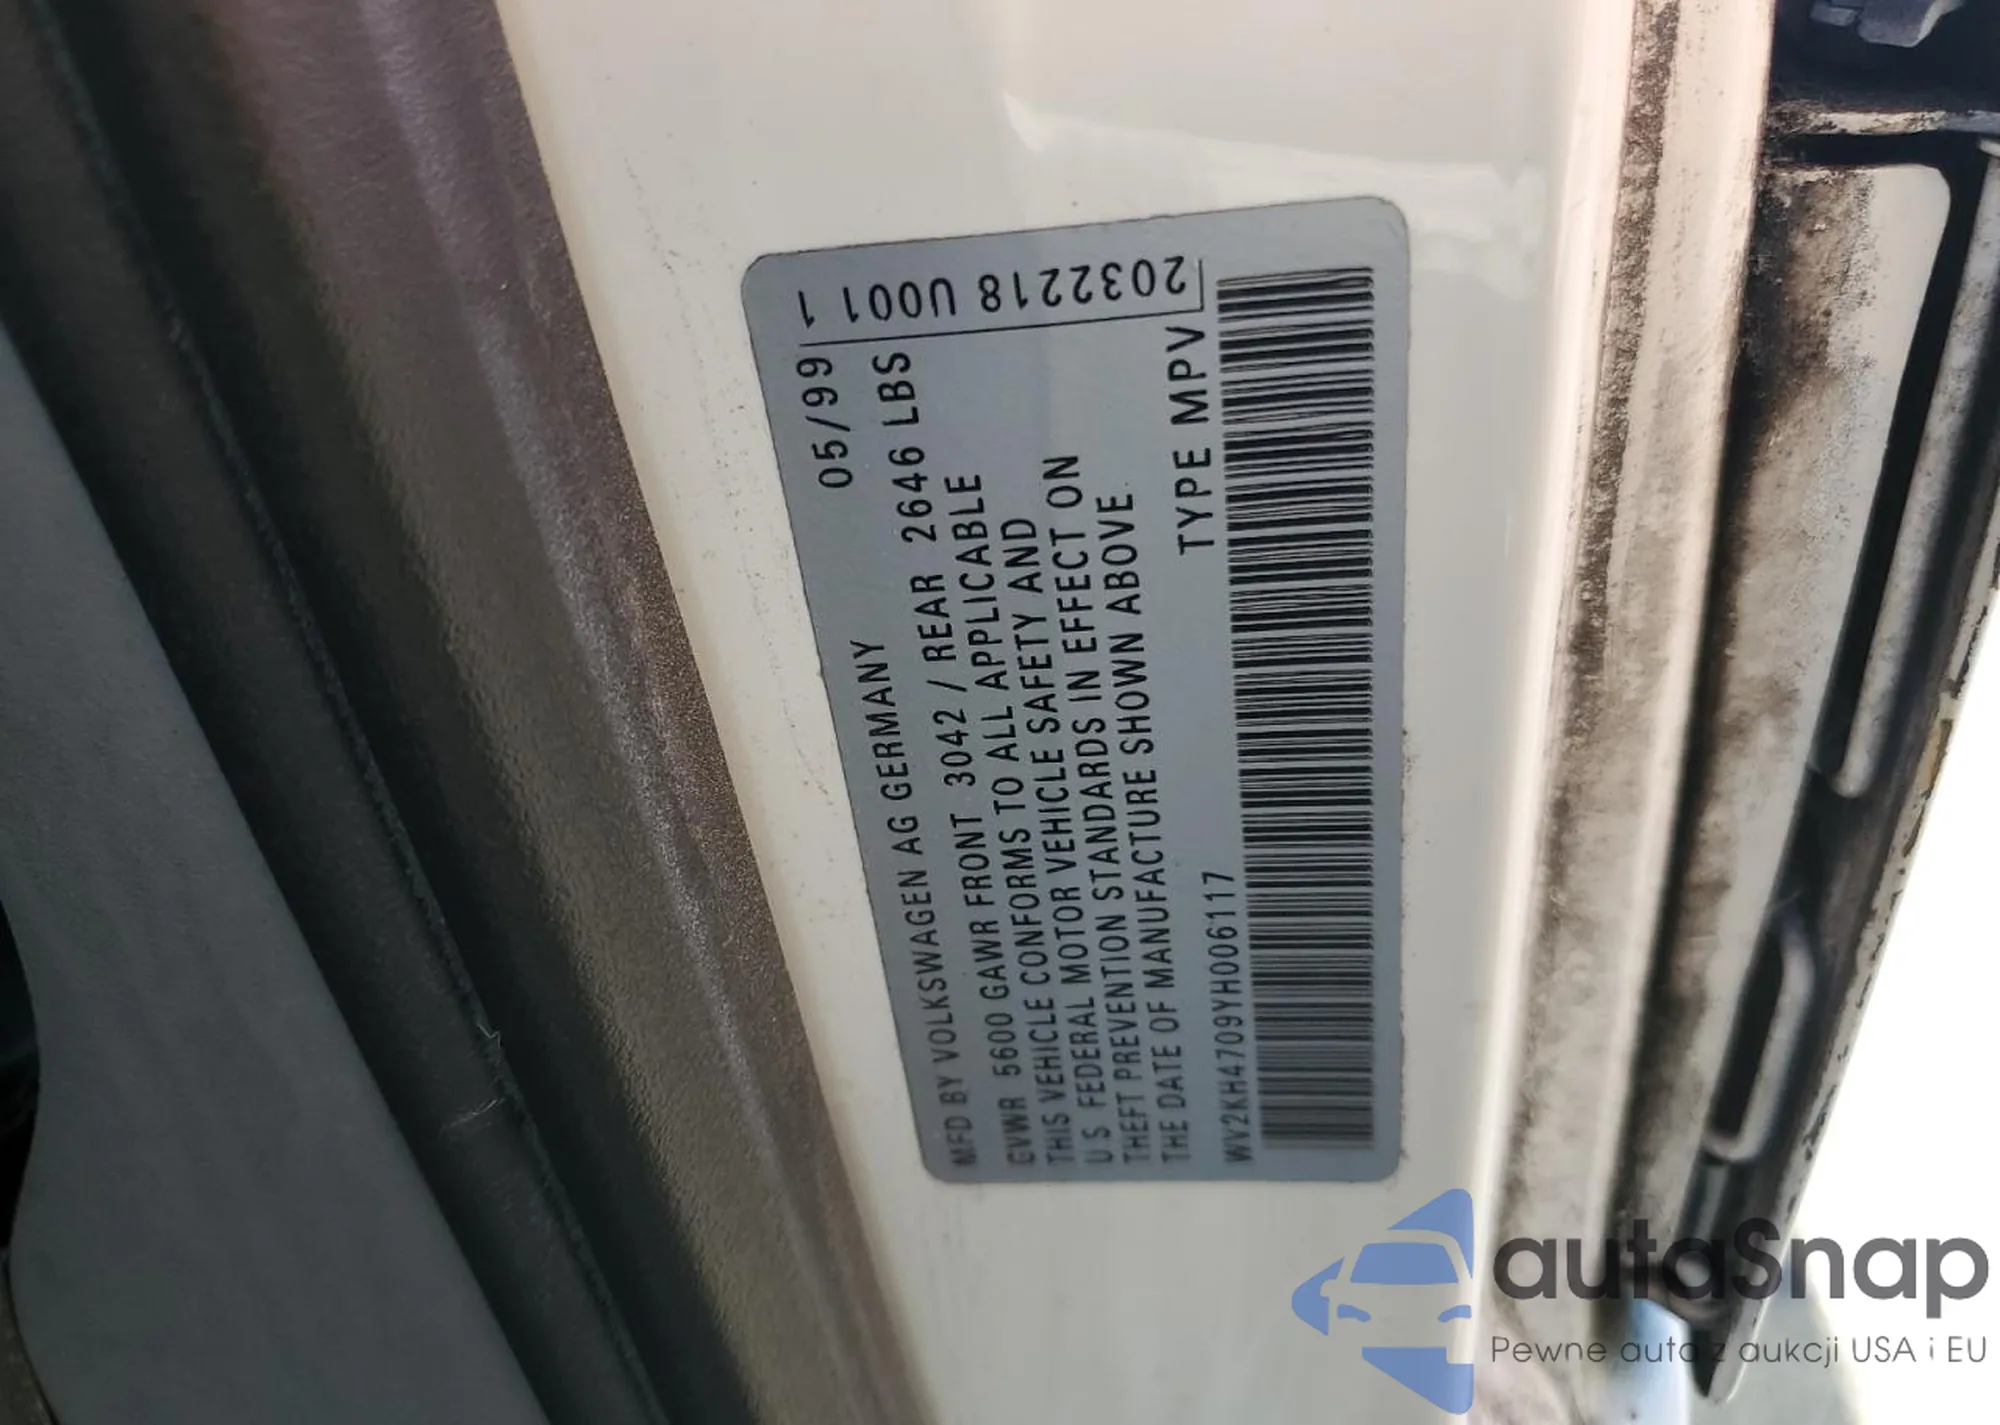 MFD BY VOLKSWAGEN AG GERMANY 05/99
GVWR 5600 GAWR FRONT 3042 / REAR 2646 LBS
THIS VEHICLE CONFORMS TO ALL APPLICABLE
U S FEDERAL MOTOR VEHICLE SAFETY AND
THEFT PREVENTION STANDARDS IN EFFECT ON
THE DATE OF MANUFACTURE SHOWN ABOVE
TYPE MPV
WV2KH4709YH006117
2032218 U001 1
autaSnap
Pewne auta z aukcji USA i EU